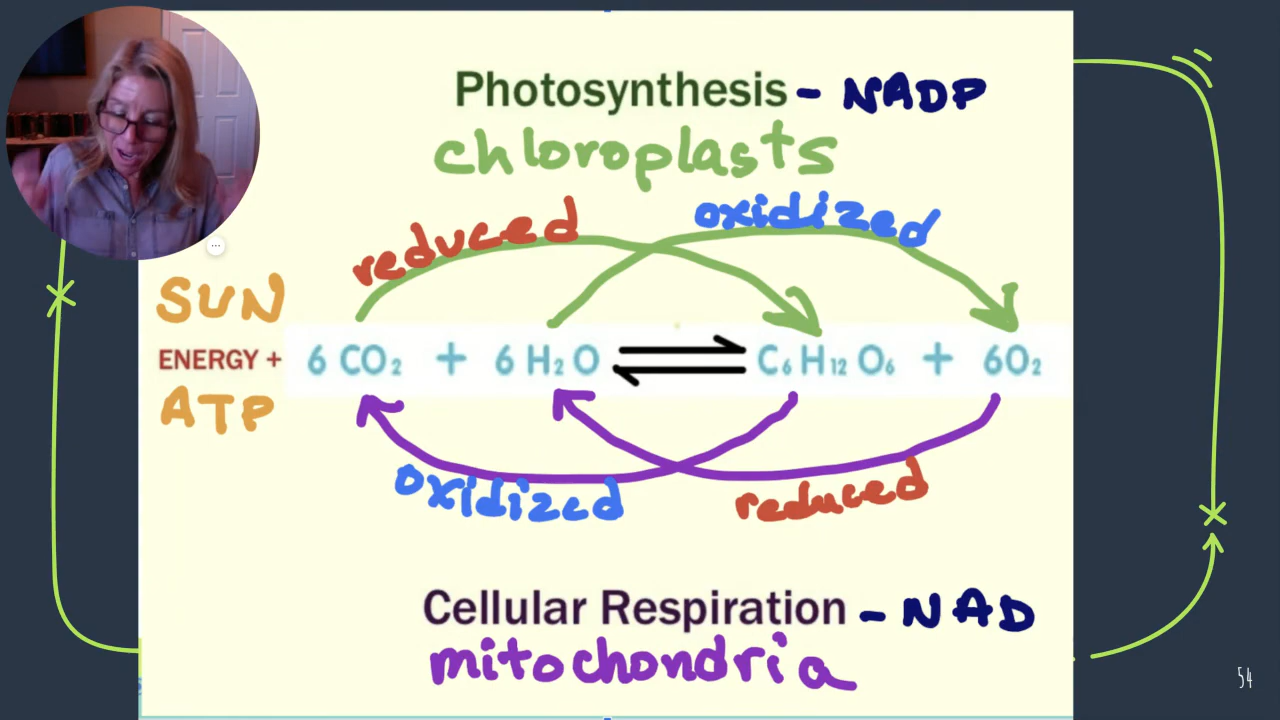 Photosynthesis - NADP
chloroplasts
reduced oxidized
SUN
ENERGY + 6 CO₂ + 6 H₂O ⇌ C₆H₁₂O₆ + 6O₂
ATP
oxidized reduced
Cellular Respiration - NAD
mitochondria
54